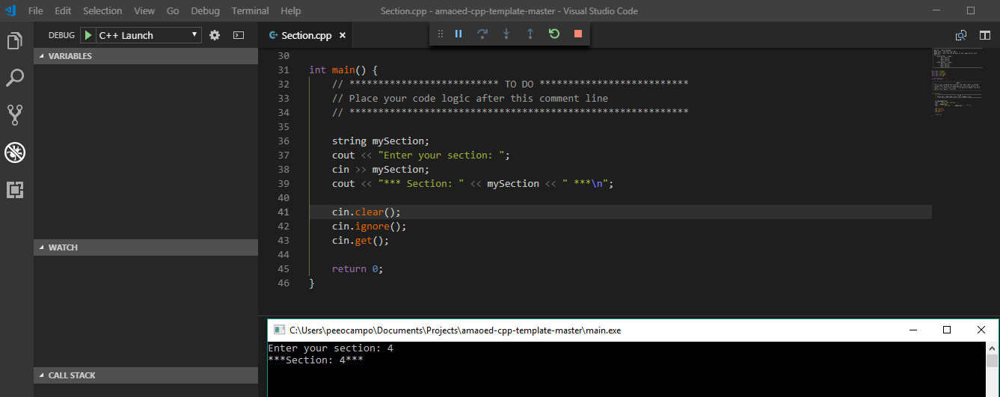 File Edit Selection View Go Debug Terminal Help
Section.cpp - amaoed-cpp-template-master - Visual Studio Code
DEBUG C++ Launch
Section.cpp
VARIABLES
WATCH
CALL STACK
30
31 int main() {
32 // ************************** TO DO **************************
33 // Place your code logic after this comment line
34 // ***********************************************************
35
36 string mySection;
37 cout << "Enter your section: ";
38 cin >> mySection;
39 cout << "*** Section: " << mySection << " ***\n";
40
41 cin.clear();
42 cin.ignore();
43 cin.get();
44
45 return 0;
46 }
C:\Users\peeocampo\Documents\Projects\amaoed-cpp-template-master\main.exe
Enter your section: 4
***Section: 4***